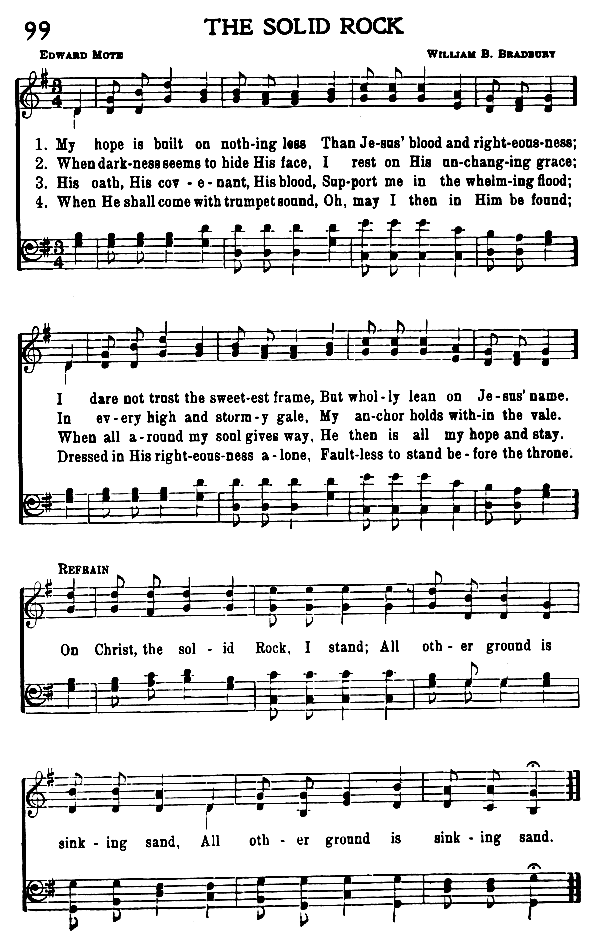 99
THE SOLID ROCK
EDWARD MOTE
WILLIAM B. BRADBURY
1. My hope is built on noth-ing less Than Je-sus' blood and right-eous-ness;
2. When dark-ness seems to hide His face, I rest on His un-chang-ing grace;
3. His oath, His cov - e - nant, His blood, Sup-port me in the whelm-ing flood;
4. When He shall come with trumpet sound, Oh, may I then in Him be found;
I dare not trust the sweet-est frame, But whol-ly lean on Je-sus' name.
In ev-ery high and storm-y gale, My an-chor holds with-in the vale.
When all a-round my soul gives way, He then is all my hope and stay.
Dressed in His right-eous-ness a-lone, Fault-less to stand be-fore the throne.
REFRAIN
On Christ, the sol - id Rock, I stand; All oth - er ground is
sink - ing sand, All oth - er ground is sink - ing sand.